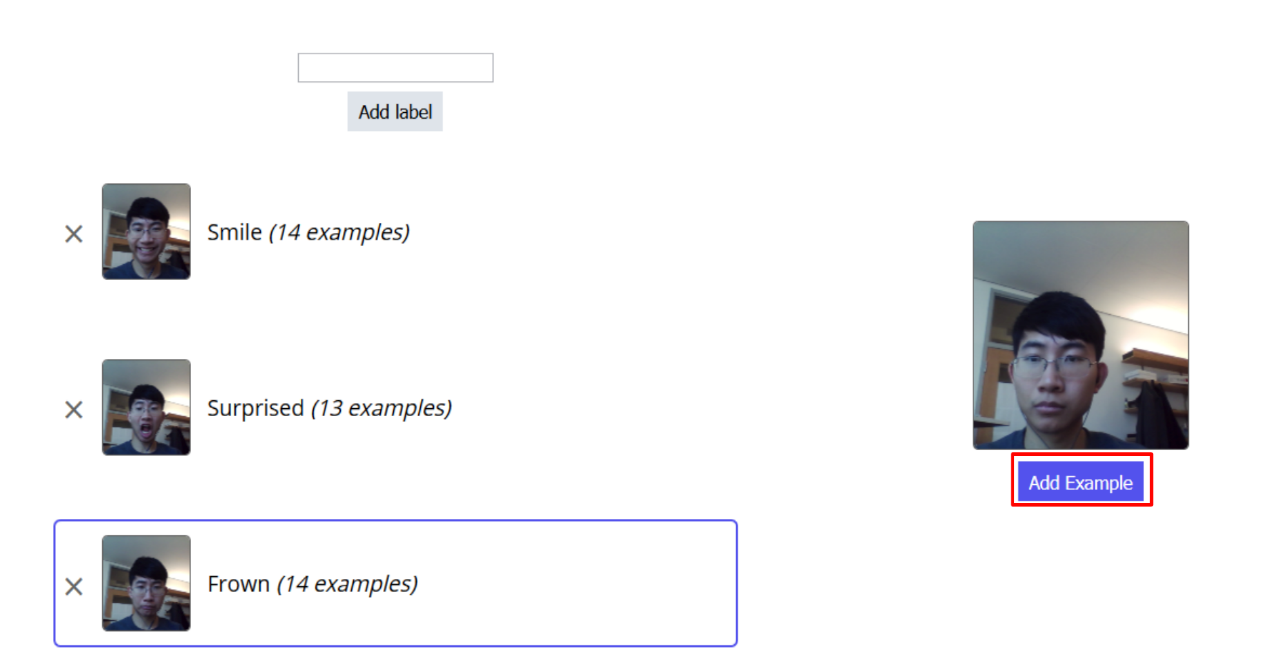 Add label
Smile (14 examples)
Surprised (13 examples)
Add Example
Frown (14 examples)